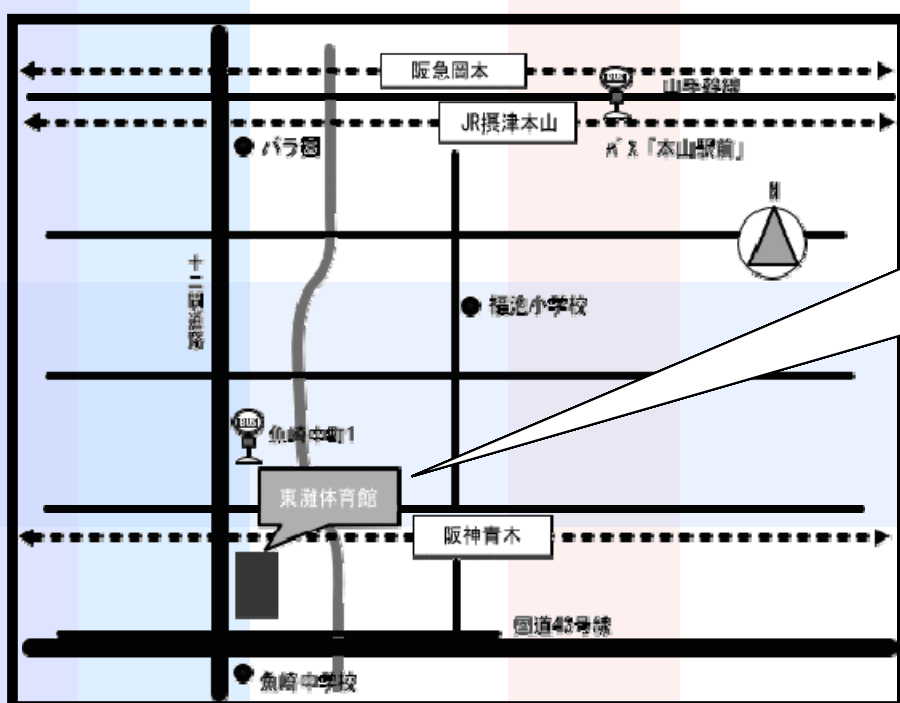 阪急岡本
BUS
山手幹線
JR摂津本山
バラ園
バス「本山駅前」
N
十二間道路
福池小学校
BUS
魚崎中町1
東灘体育館
阪神青木
国道43号線
魚崎中学校